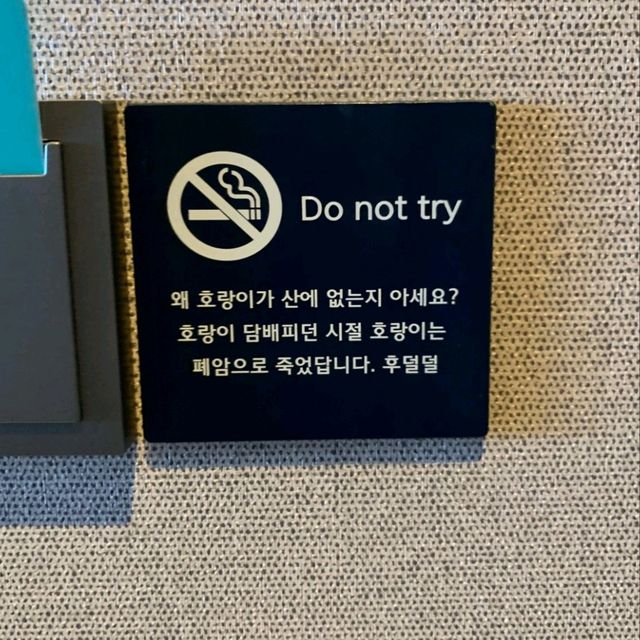 Do not try
왜 호랑이가 산에 없는지 아세요?
호랑이 담배피던 시절 호랑이는
폐암으로 죽었답니다. 후덜덜